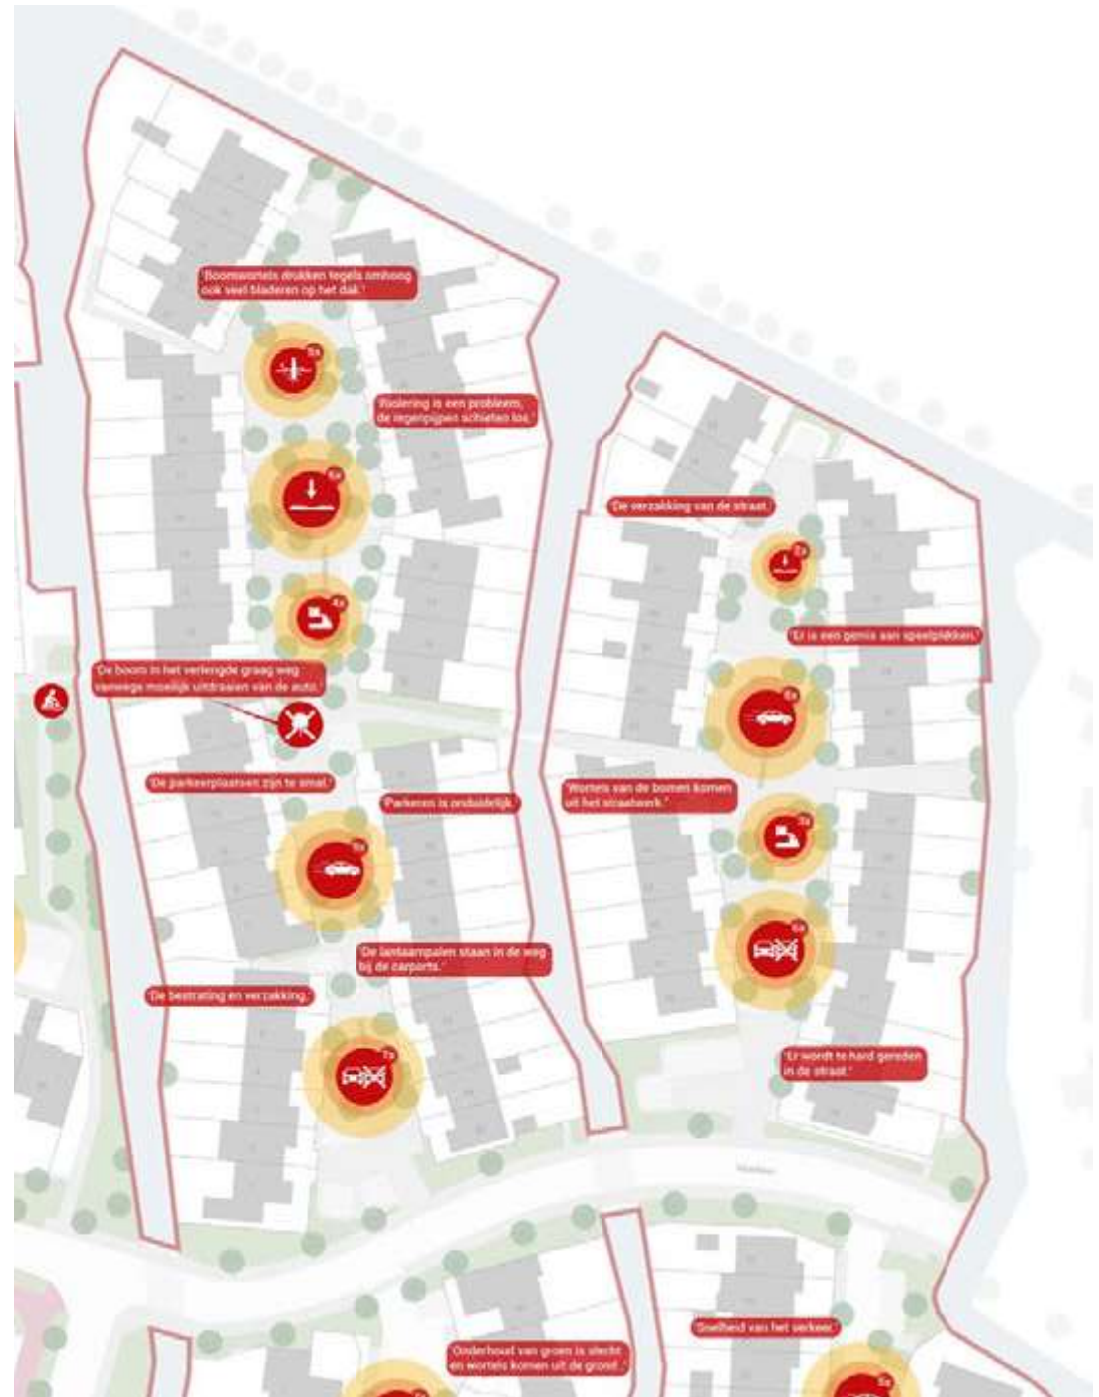 'Boomwortels drukken tegels omhoog
ook veel bladeren op het dak.'
'Riolering is een probleem,
de regenpijpen schieten los.'
'De verzakking van de straat.'
'Er is een gemis aan speelplekken.'
'De boom in het verlengde graag weg
vanwege moeilijk uitdraaien van de auto.'
'De parkeerplaatsen zijn te smal.'
'Parkeren is onduidelijk.'
'Wortels van de bomen komen
uit het straatwerk.'
'De lantaarnpalen staan in de weg
bij de carports.'
'De bestrating en verzakking.'
'Er wordt te hard gereden
in de straat.'
'Snelheid van het verkeer.'
'Onderhoud van groen is slecht
en wortels komen uit de grond.'